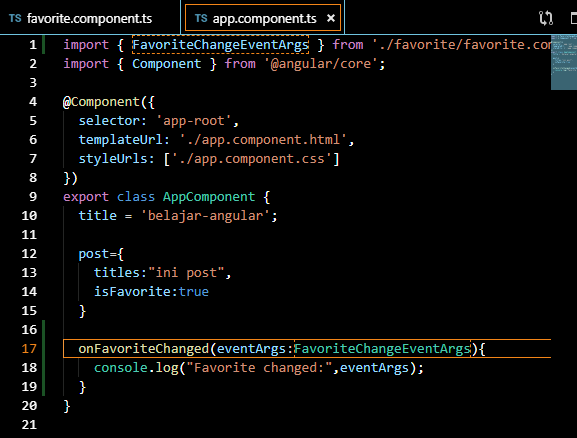 TS favorite.component.ts TS app.component.ts ×
1 import { FavoriteChangeEventArgs } from './favorite/favorite.co
2 import { Component } from '@angular/core';
3
4 @Component({
5 selector: 'app-root',
6 templateUrl: './app.component.html',
7 styleUrls: ['./app.component.css']
8 })
9 export class AppComponent {
10 title = 'belajar-angular';
11
12 post={
13 titles:"ini post",
14 isFavorite:true
15 }
16
17 onFavoriteChanged(eventArgs:FavoriteChangeEventArgs){
18 console.log("Favorite changed:",eventArgs);
19 }
20 }
21